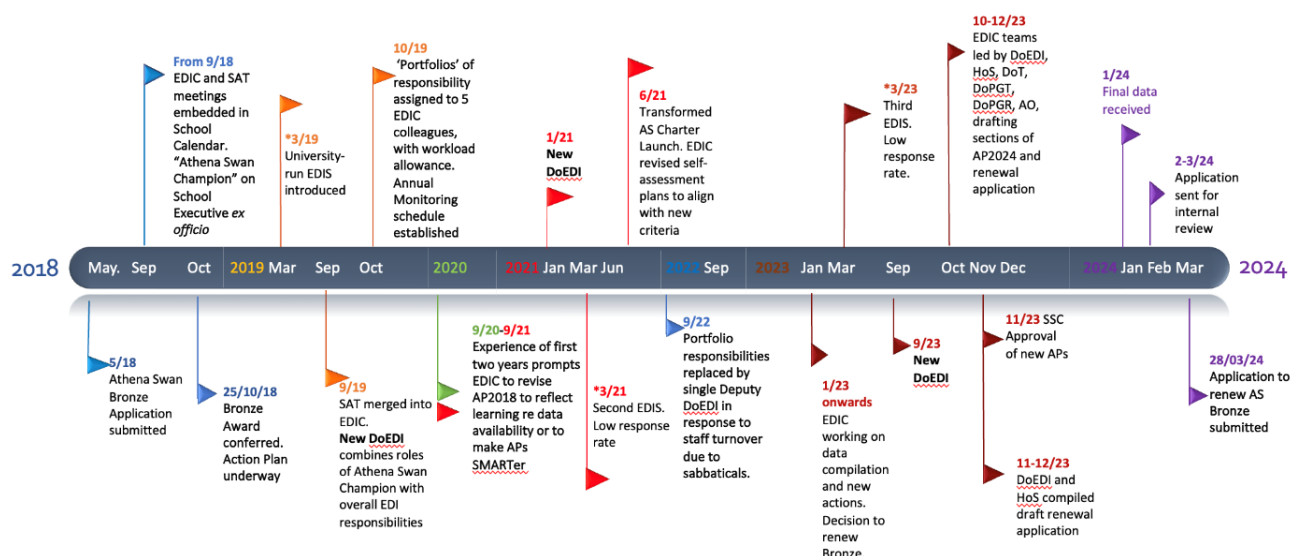 From 9/18
EDIC and SAT
meetings
embedded in
School
Calendar.
“Athena Swan
Champion” on
School
Executive ex
officio
*3/19
University-
run EDIS
introduced
10/19
‘Portfolios’ of
responsibility
assigned to 5
EDIC
colleagues,
with workload
allowance.
Annual
Monitoring
schedule
established
1/21
New
DoEDI
6/21
Transformed
AS Charter
Launch. EDIC
revised self-
assessment
plans to align
with new
criteria
*3/23
Third
EDIS.
Low
response
rate.
10-12/23
EDIC teams
led by DoEDI,
HoS, DoT,
DoPGT,
DoPGR, AO,
drafting
sections of
AP2024 and
renewal
application
1/24
Final data
received
2-3/24
Application
sent for
internal
review
2018 May. Sep Oct 2019 Mar Sep Oct 2020 2021 Jan Mar Jun 2022 Sep 2023 Jan Mar Sep Oct Nov Dec 2024 Jan Feb Mar 2024
5/18
Athena Swan
Bronze
Application
submitted
25/10/18
Bronze
Award
conferred.
Action Plan
underway
9/19
SAT merged into
EDIC.
New DoEDI
combines roles
of Athena Swan
Champion with
overall EDI
responsibilities
9/20-9/21
Experience of first
two years prompts
EDIC to revise
AP2018 to reflect
learning re data
availability or to
make APs
SMARTer
*3/21
Second EDIS.
Low response
rate
9/22
Portfolio
responsibilities
replaced by
single Deputy
DoEDI in
response to
staff turnover
due to
sabbaticals.
1/23
onwards
EDIC
working on
data
compilation
and new
actions.
Decision to
renew
Bronze
9/23
New
DoEDI
11/23 SSC
Approval
of new APs
11-12/23
DoEDI and
HoS compiled
draft renewal
application
28/03/24
Application to
renew AS
Bronze
submitted